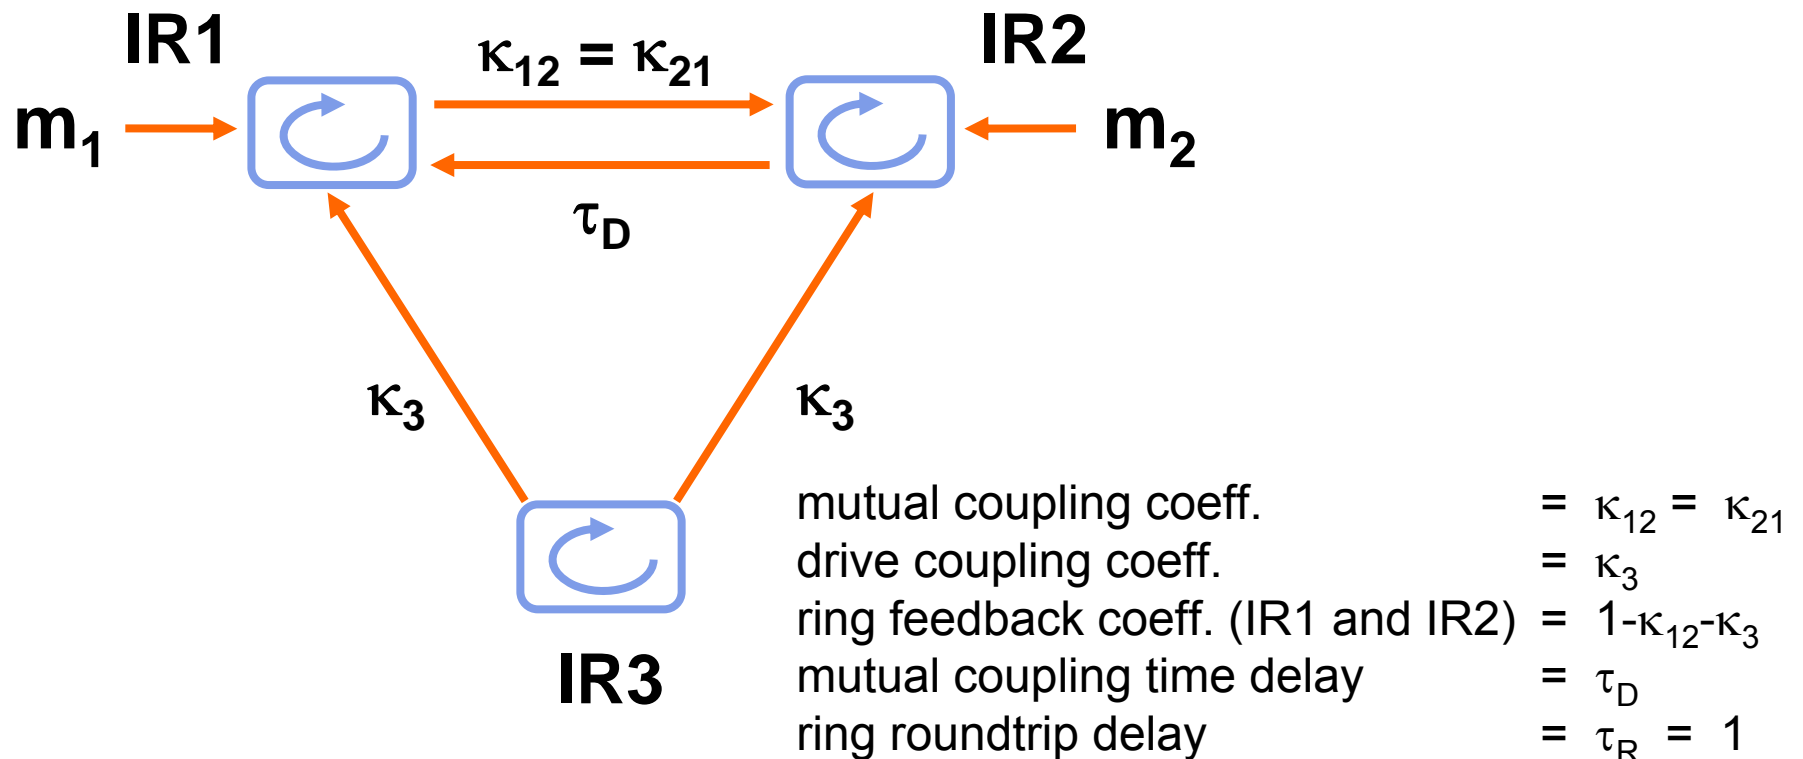 IR1
IR2
κ12 = κ21
m1
m2
τD
κ3
κ3
IR3
mutual coupling coeff. = κ12 = κ21
drive coupling coeff. = κ3
ring feedback coeff. (IR1 and IR2) = 1-κ12-κ3
mutual coupling time delay = τD
ring roundtrip delay = τR = 1